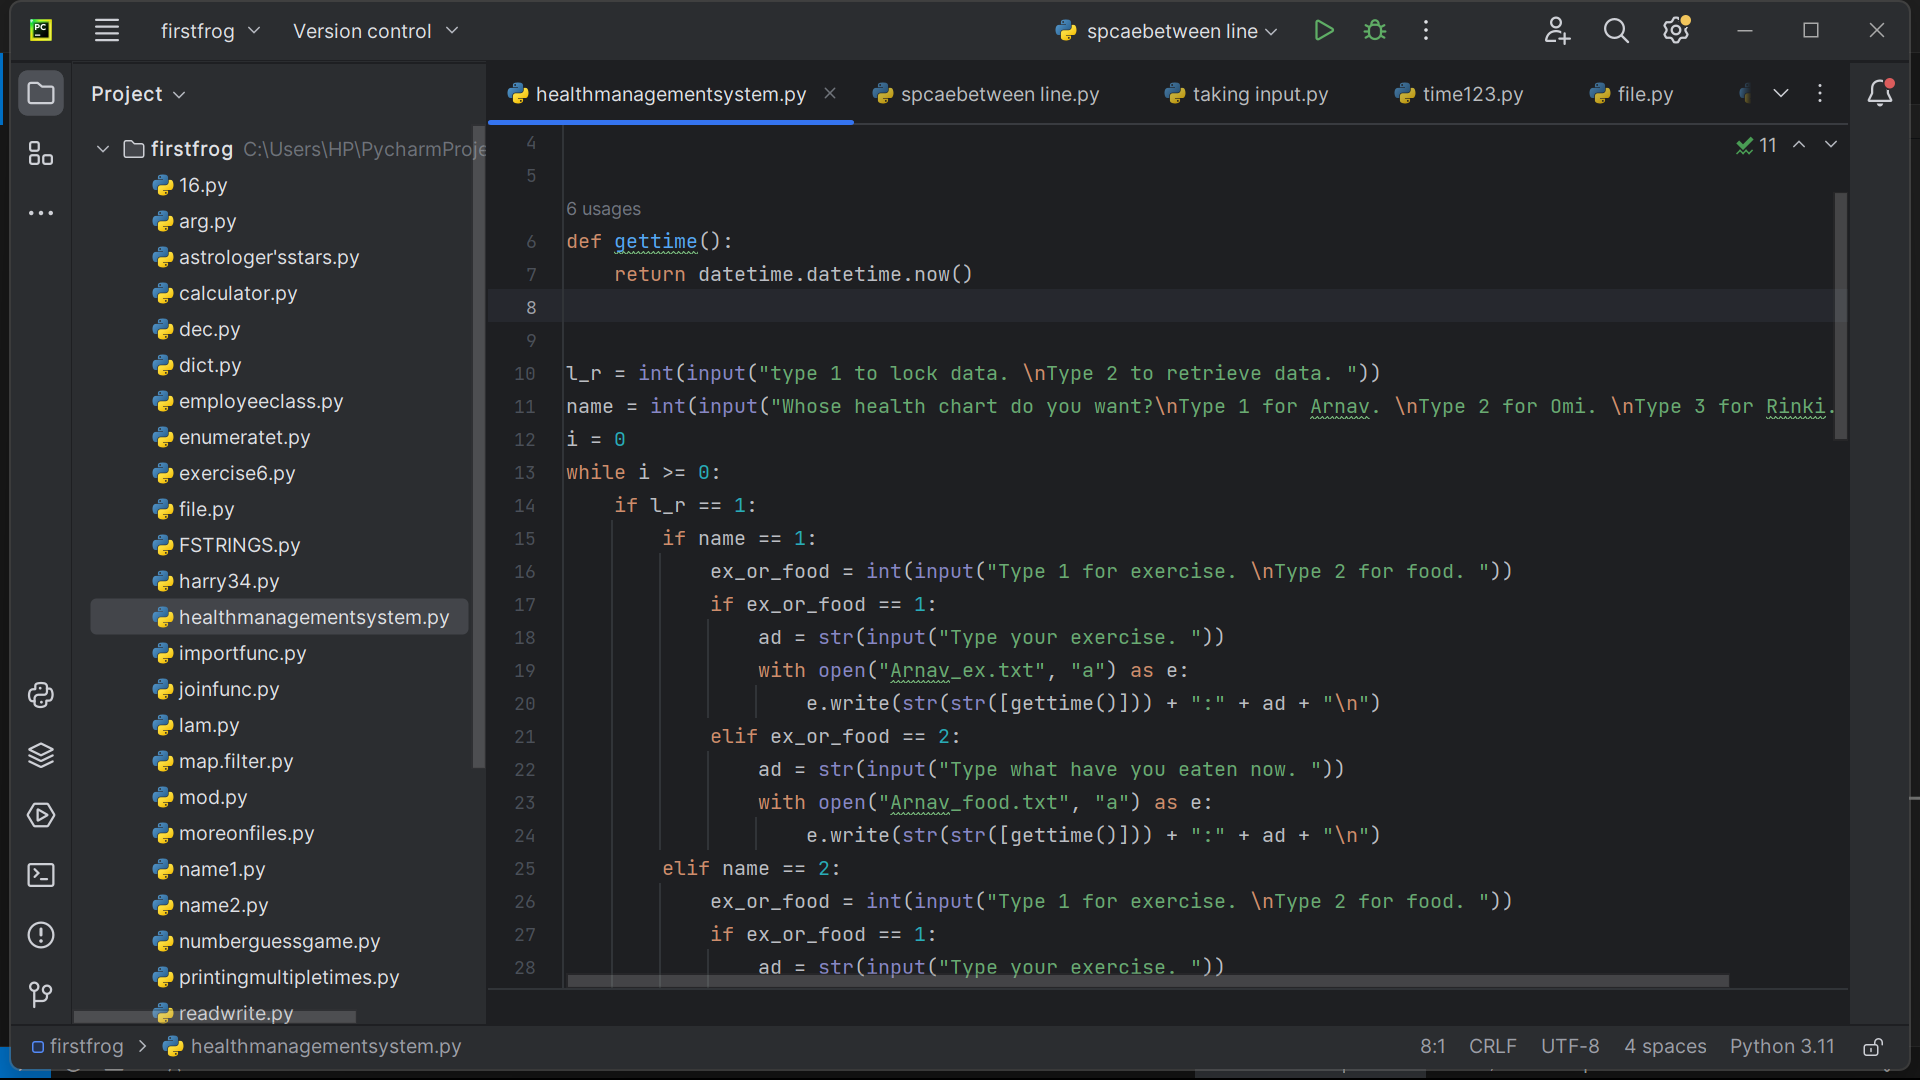 PC
firstfrog
Version control
spcaebetween line
Project
healthmanagementsystem.py
spcaebetween line.py
taking input.py
time123.py
file.py
firstfrog C:\Users\HP\PycharmProje
16.py
arg.py
astrologer'sstars.py
calculator.py
dec.py
dict.py
employeeclass.py
enumeratet.py
exercise6.py
file.py
FSTRINGS.py
harry34.py
healthmanagementsystem.py
importfunc.py
joinfunc.py
lam.py
map.filter.py
mod.py
moreonfiles.py
name1.py
name2.py
numberguessgame.py
printingmultipletimes.py
readwrite.py
11
4
5
6 usages
6 def gettime():
7     return datetime.datetime.now()
8
9
10 l_r = int(input("type 1 to lock data. \nType 2 to retrieve data. "))
11 name = int(input("Whose health chart do you want?\nType 1 for Arnav. \nType 2 for Omi. \nType 3 for Rinki.
12 i = 0
13 while i >= 0:
14     if l_r == 1:
15         if name == 1:
16             ex_or_food = int(input("Type 1 for exercise. \nType 2 for food. "))
17             if ex_or_food == 1:
18                 ad = str(input("Type your exercise. "))
19                 with open("Arnav_ex.txt", "a") as e:
20                     e.write(str(str([gettime()])) + ":" + ad + "\n")
21             elif ex_or_food == 2:
22                 ad = str(input("Type what have you eaten now. "))
23                 with open("Arnav_food.txt", "a") as e:
24                     e.write(str(str([gettime()])) + ":" + ad + "\n")
25         elif name == 2:
26             ex_or_food = int(input("Type 1 for exercise. \nType 2 for food. "))
27             if ex_or_food == 1:
28                 ad = str(input("Type your exercise. "))
firstfrog
healthmanagementsystem.py
8:1 CRLF UTF-8 4 spaces Python 3.11